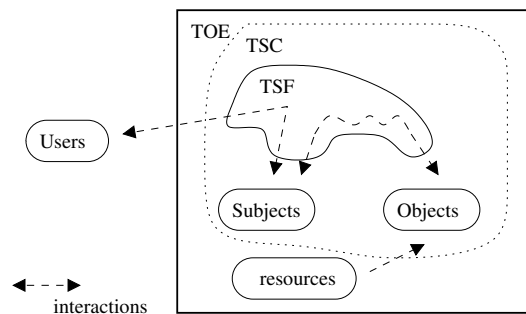 TOE
TSC
TSF
Users
Subjects
Objects
resources
interactions